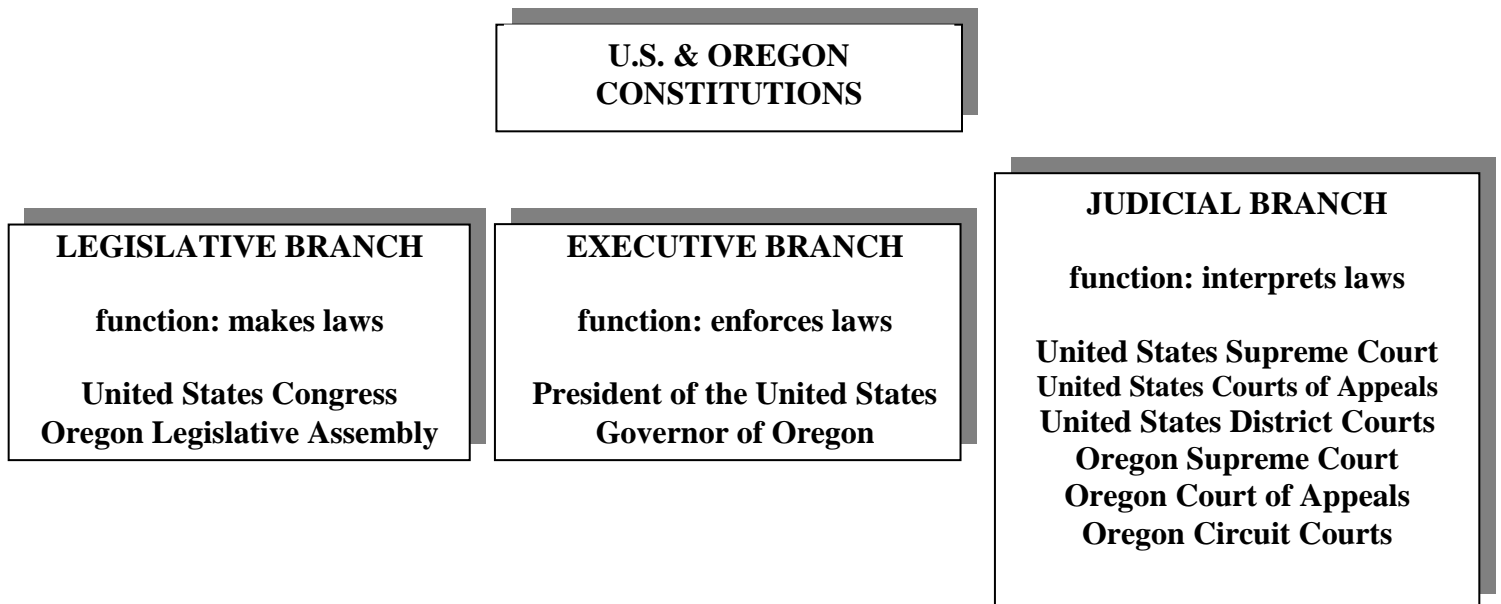 U.S. & OREGON
CONSTITUTIONS
LEGISLATIVE BRANCH
function: makes laws
United States Congress
Oregon Legislative Assembly
EXECUTIVE BRANCH
function: enforces laws
President of the United States
Governor of Oregon
JUDICIAL BRANCH
function: interprets laws
United States Supreme Court
United States Courts of Appeals
United States District Courts
Oregon Supreme Court
Oregon Court of Appeals
Oregon Circuit Courts